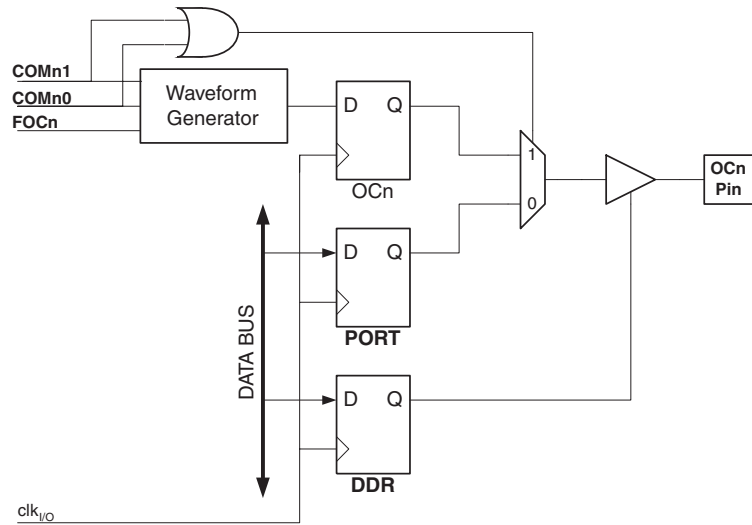 COMn1
COMn0
FOCn
Waveform
Generator
D Q
OCn
1
0
OCn
Pin
D Q
PORT
DATA BUS
D Q
DDR
clkI/O